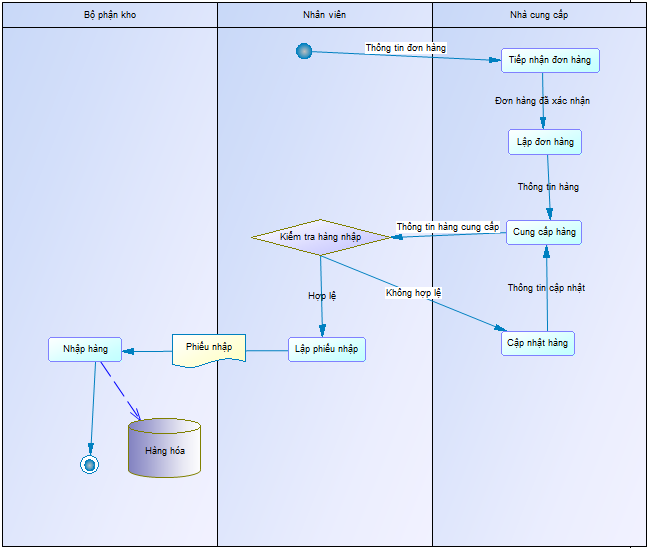 Bộ phận kho
Nhân viên
Nhà cung cấp
Thông tin đơn hàng
Tiếp nhận đơn hàng
Đơn hàng đã xác nhận
Lập đơn hàng
Thông tin hàng
Cung cấp hàng
Thông tin hàng cung cấp
Kiểm tra hàng nhập
Hợp lệ
Không hợp lệ
Thông tin cập nhật
Cập nhật hàng
Lập phiếu nhập
Phiếu nhập
Nhập hàng
Hàng hóa